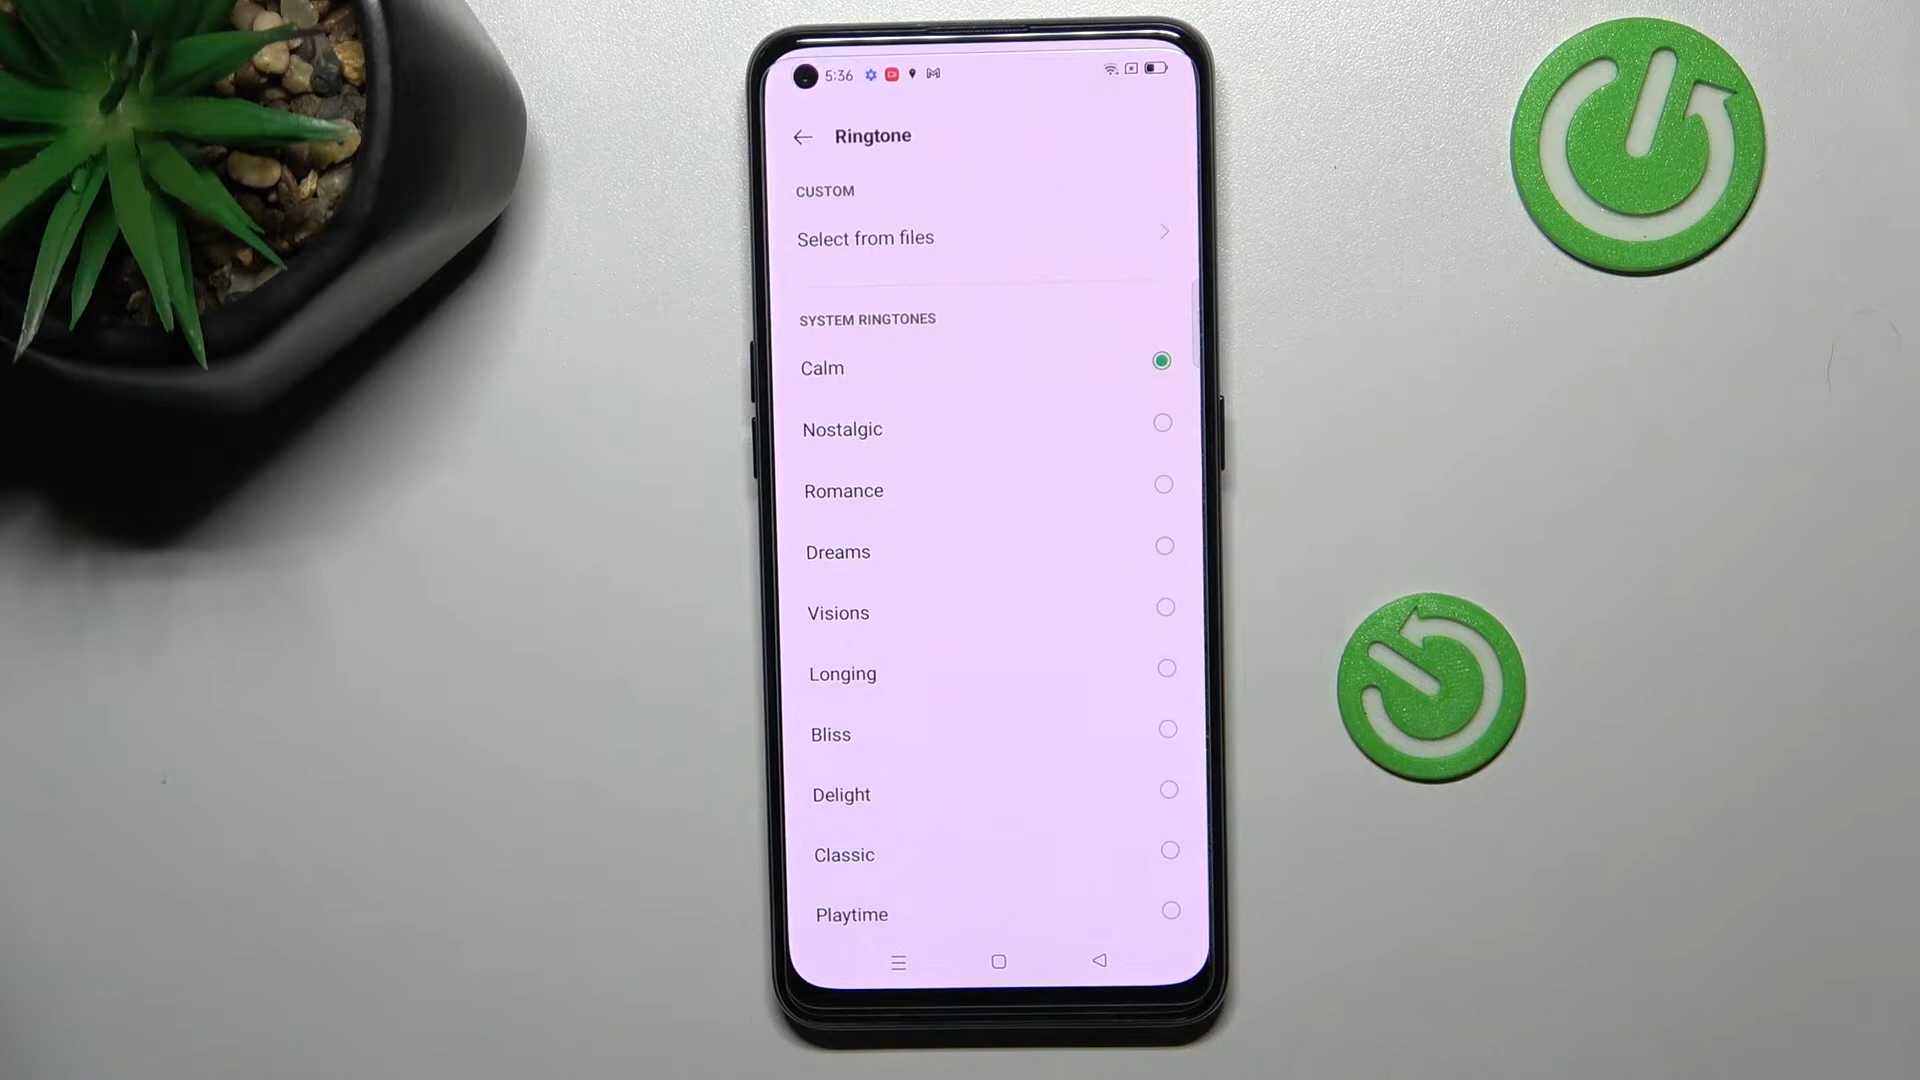 5:36
Ringtone
CUSTOM
Select from files
SYSTEM RINGTONES
Calm
Nostalgic
Romance
Dreams
Visions
Longing
Bliss
Delight
Classic
Playtime